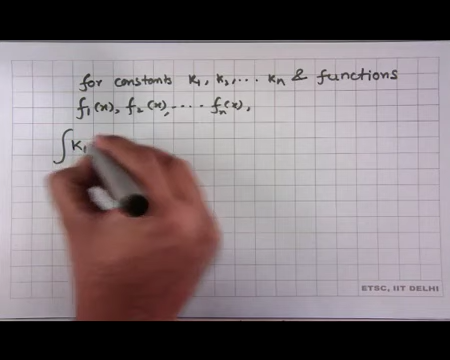 for constants K₁, K₂, ... Kn & functions
f₁(x), f₂(x), .... fn(x),
∫K₁
ETSC, IIT DELHI